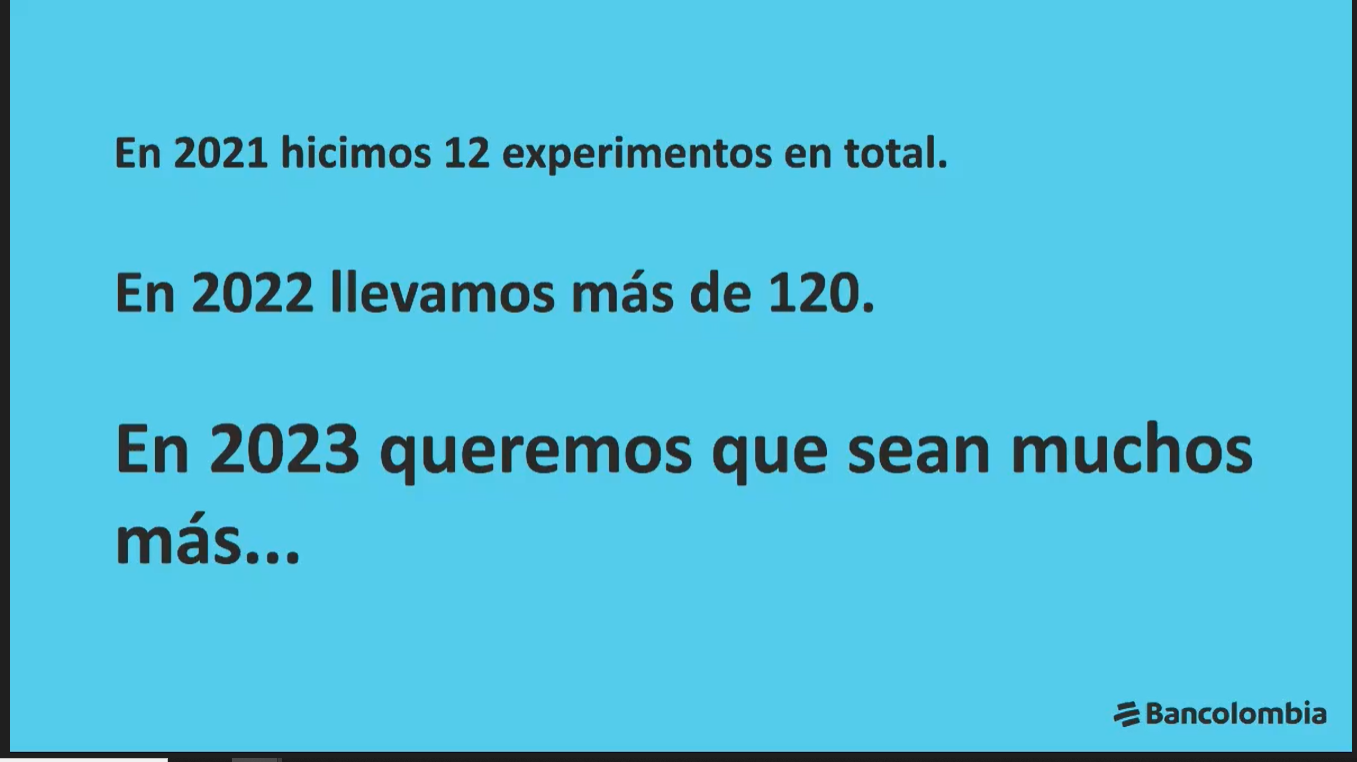 En 2021 hicimos 12 experimentos en total.
En 2022 llevamos más de 120.
En 2023 queremos que sean muchos
más...
Bancolombia